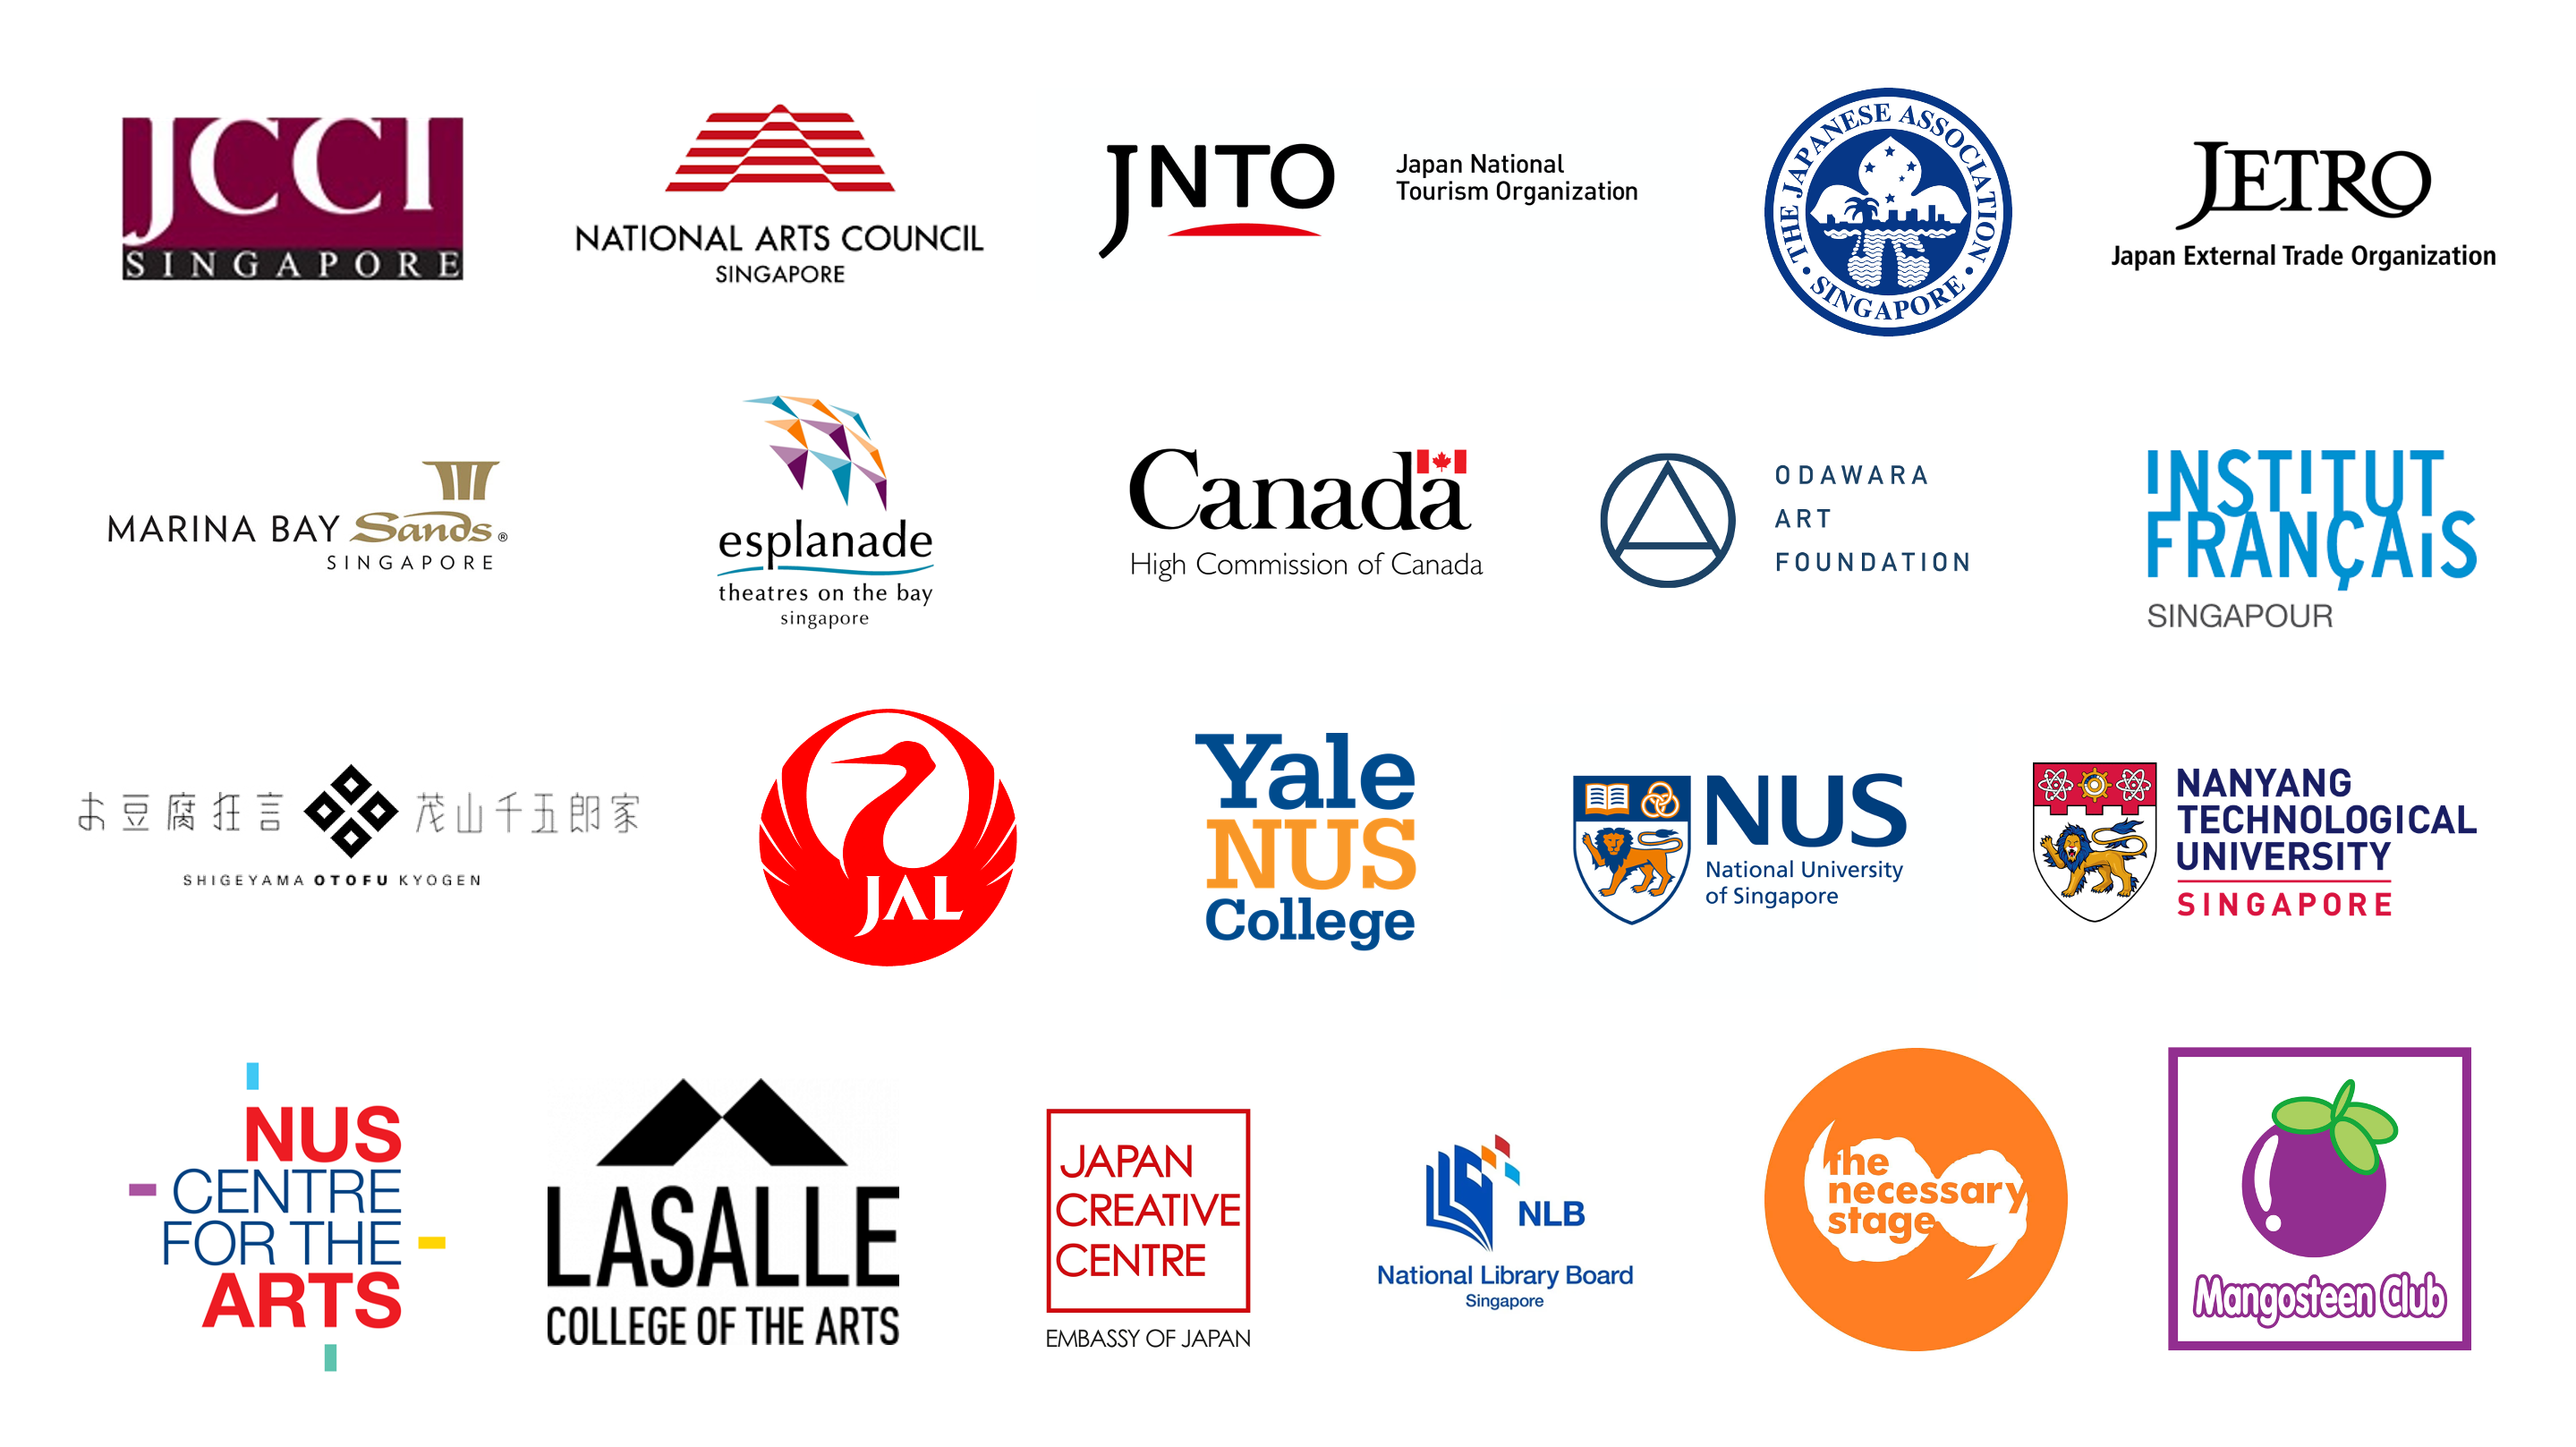 JCCI
SINGAPORE
NATIONAL ARTS COUNCIL
SINGAPORE
JNTO
Japan National
Tourism Organization
THE JAPANESE ASSOCIATION
• SINGAPORE •
JETRO
Japan External Trade Organization
MARINA BAY Sands®
SINGAPORE
esplanade
theatres on the bay
singapore
Canada
High Commission of Canada
ODAWARA
ART
FOUNDATION
INSTITUT
FRANÇAIS
SINGAPOUR
お豆腐狂言 茂山千五郎家
SHIGEYAMA OTOFU KYOGEN
JAL
Yale
NUS
College
NUS
National University
of Singapore
NANYANG
TECHNOLOGICAL
UNIVERSITY
SINGAPORE
NUS
CENTRE
FOR THE
ARTS
LASALLE
COLLEGE OF THE ARTS
JAPAN
CREATIVE
CENTRE
EMBASSY OF JAPAN
NLB
National Library Board
Singapore
the
necessary
stage
Mangosteen Club